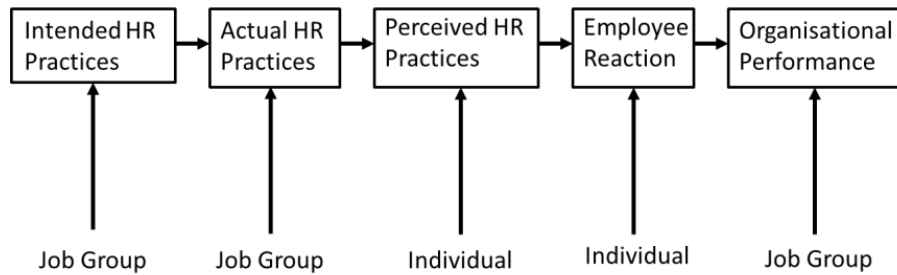 Intended HR
Practices
Actual HR
Practices
Perceived HR
Practices
Employee
Reaction
Organisational
Performance
Job Group
Job Group
Individual
Individual
Job Group